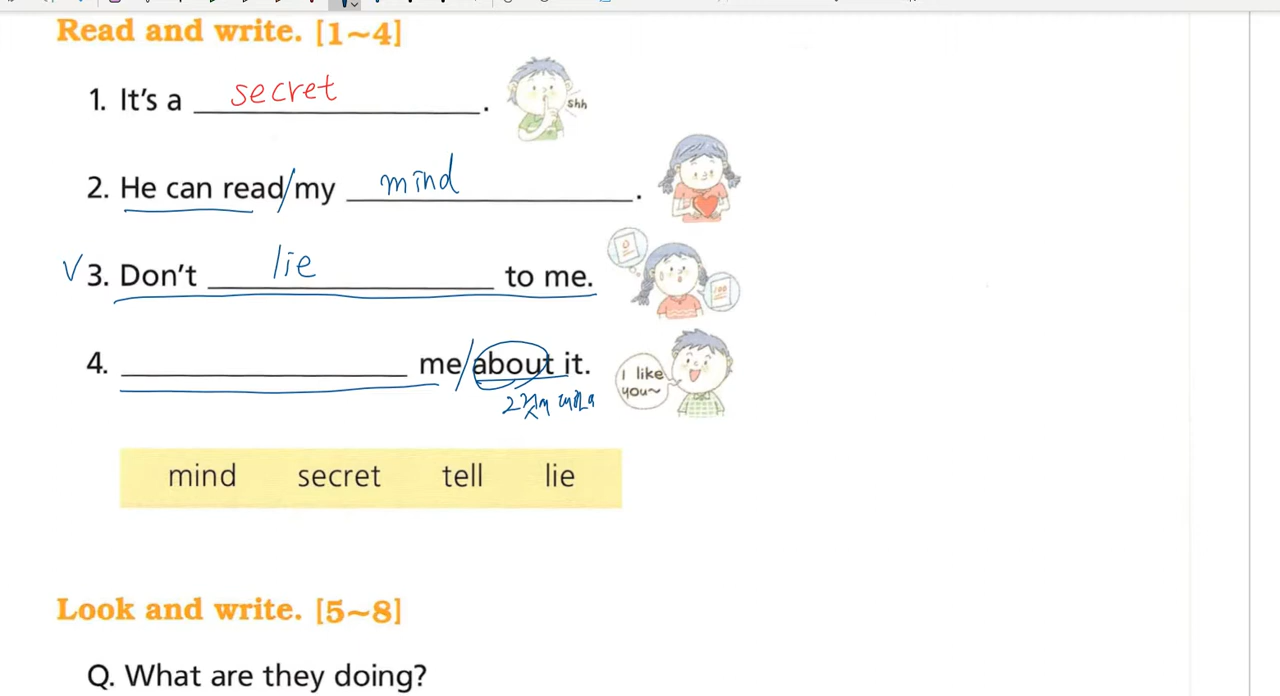 Read and write. [1~4]
1. It's a secret.
shh
2. He can read/my mind.
V 3. Don't lie to me.
0
100
4. me/about it.
I like
you~
mind secret tell lie
Look and write. [5~8]
Q. What are they doing?